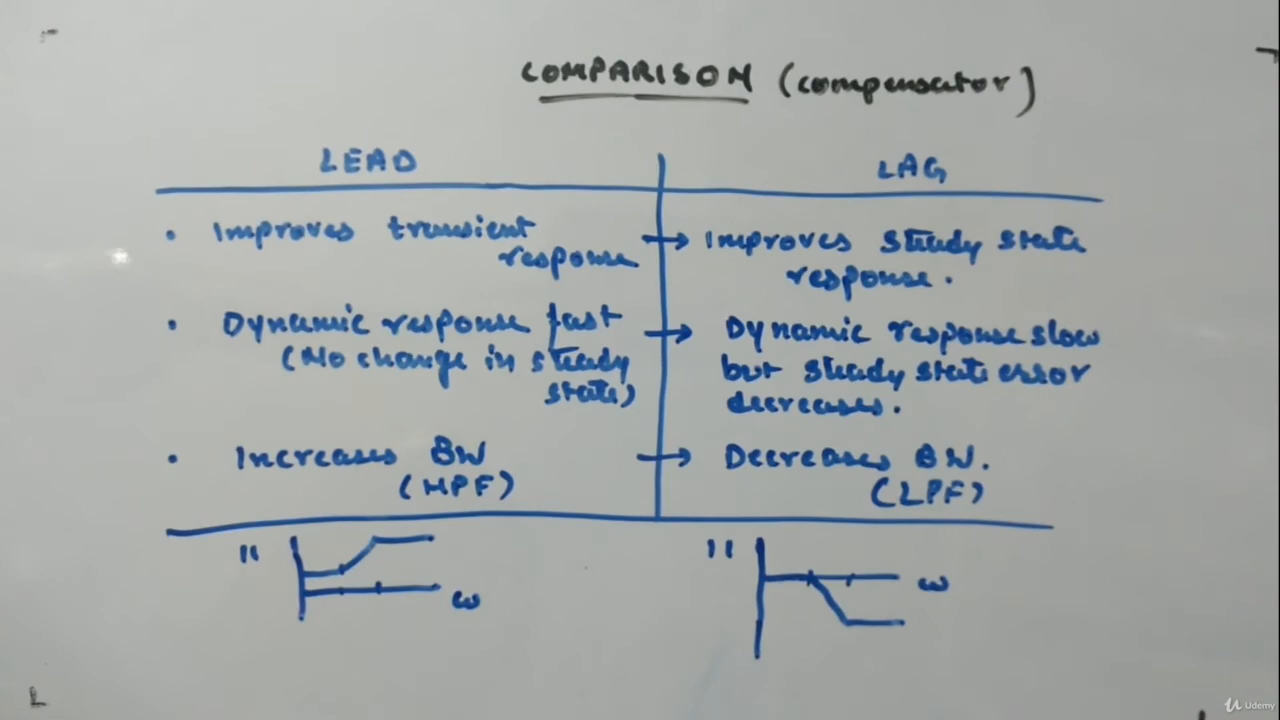 COMPARISON (compensator)
LEAD
LAG
• Improves transient
response
→ Improves steady state
response.
• Dynamic response fast
(No change in steady
state)
→ Dynamic response slow
but steady state error
decreases.
• Increases BW
(HPF)
→ Decreases BW.
(LPF)
"
ω
"
ω
Udemy